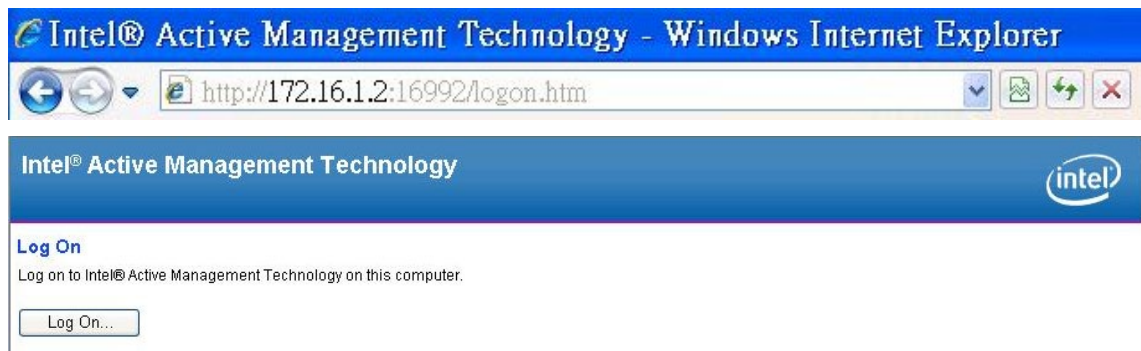 Intel® Active Management Technology - Windows Internet Explorer
http://172.16.1.2:16992/logon.htm
Intel® Active Management Technology
intel
Log On
Log on to Intel® Active Management Technology on this computer.
Log On...